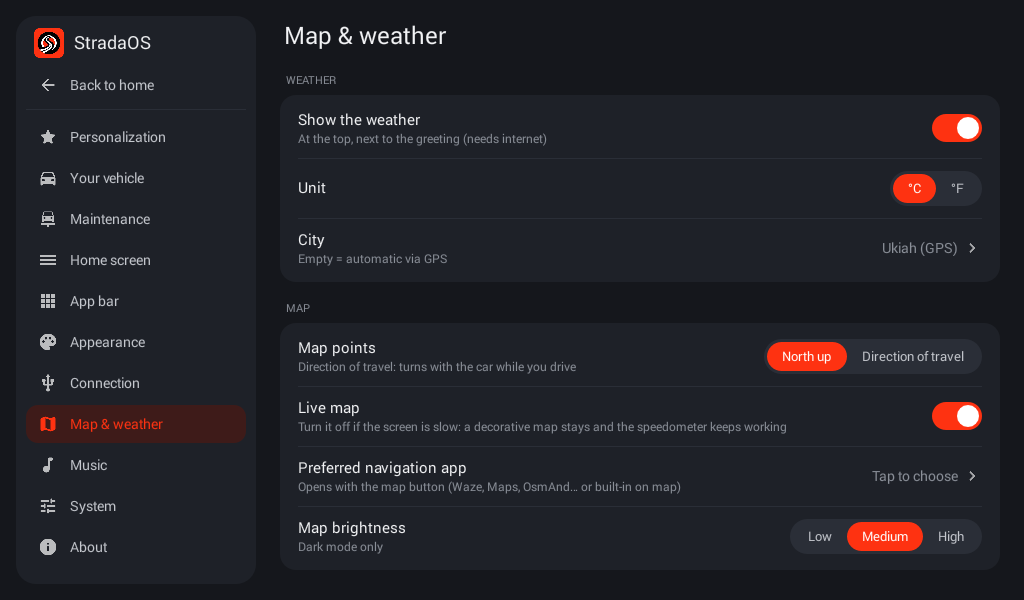 StradaOS
Back to home
Personalization
Your vehicle
Maintenance
Home screen
App bar
Appearance
Connection
Map & weather
Music
System
About
Map & weather
WEATHER
Show the weather
At the top, next to the greeting (needs internet)
Unit
°C °F
City
Empty = automatic via GPS
Ukiah (GPS)
MAP
Map points
Direction of travel: turns with the car while you drive
North up Direction of travel
Live map
Turn it off if the screen is slow: a decorative map stays and the speedometer keeps working
Preferred navigation app
Opens with the map button (Waze, Maps, OsmAnd... or built-in on map)
Tap to choose
Map brightness
Dark mode only
Low Medium High